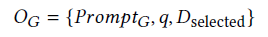 O_G = {Prompt_G, q, D_selected}